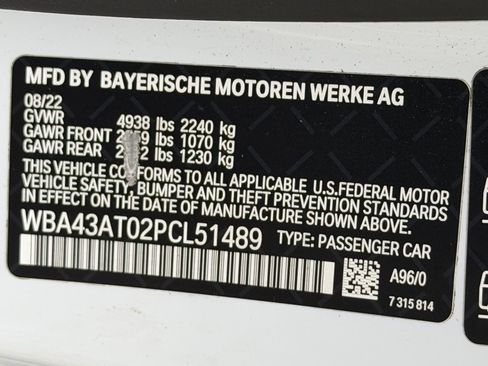 MFD BY BAYERISCHE MOTOREN WERKE AG
08/22
GVWR 4938 lbs 2240 kg
GAWR FRONT lbs 1070 kg
GAWR REAR lbs 1230 kg
THIS VEHICLE CONFORMS TO ALL APPLICABLE U.S.FEDERAL MOTOR
VEHICLE SAFETY, BUMPER AND THEFT PREVENTION STANDARDS
IN EFFECT ON THE DATE OF MANUFACTURE SHOWN ABOVE.
WBA43AT02PCL51489 TYPE: PASSENGER CAR
A96/0
7 315 814